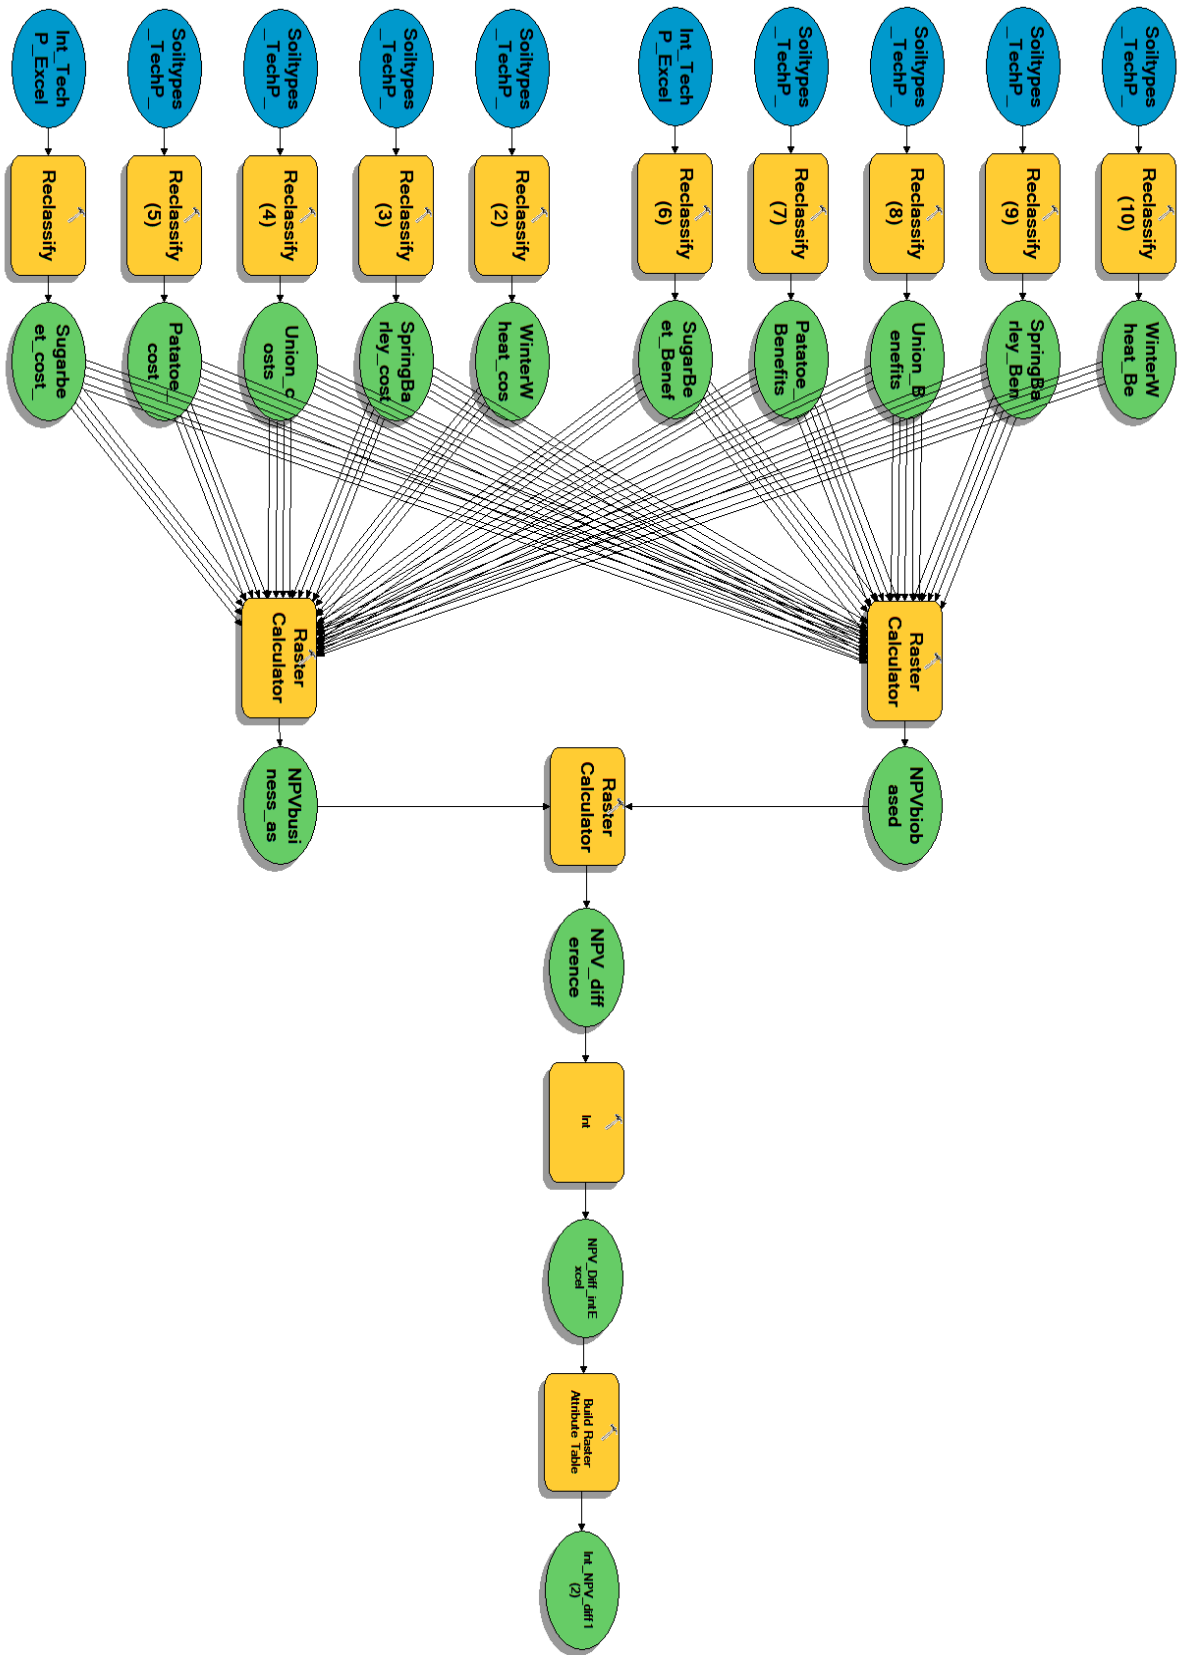 Soiltypes
_TechP_
Reclassify
(10)
WinterW
heat_Be
Soiltypes
_TechP_
Reclassify
(9)
SpringBa
rley_Ben
Soiltypes
_TechP_
Reclassify
(8)
Union_B
enefits
Soiltypes
_TechP_
Reclassify
(7)
Patatoe_
Benefits
Int_Tech
P_Excel
Reclassify
(6)
SugarBe
et_Benef
Soiltypes
_TechP_
Reclassify
(2)
WinterW
heat_cos
Soiltypes
_TechP_
Reclassify
(3)
SpringBa
rley_cost
Soiltypes
_TechP_
Reclassify
(4)
Union_c
osts
Soiltypes
_TechP_
Reclassify
(5)
Patatoe_
cost
Int_Tech
P_Excel
Reclassify
Sugarbe
et_cost_
Raster
Calculator
NPVbiob
ased
Raster
Calculator
NPVbusi
ness_as
Raster
Calculator
NPV_diff
erence
Int
NPV_Diff_intE
xcel
Build Raster
Attribute Table
Int_NPV_diff1
(2)